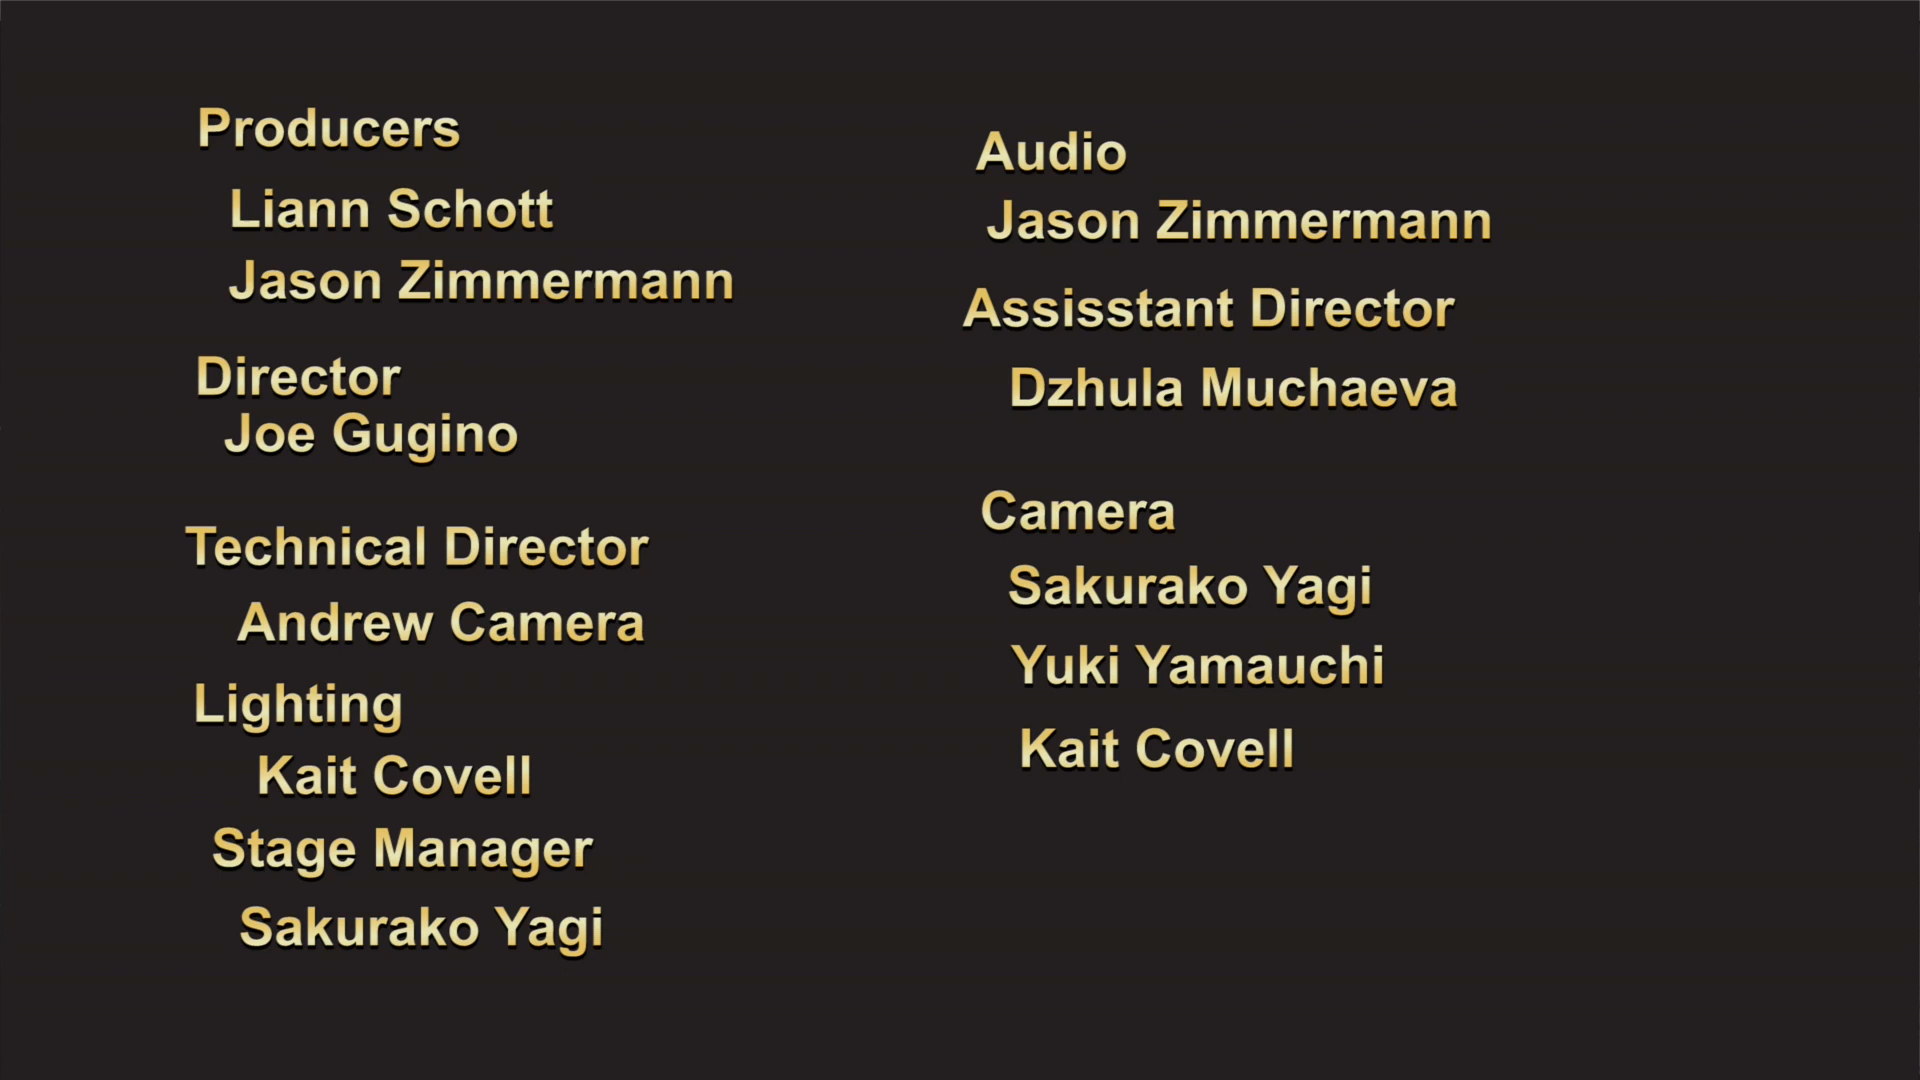 Producers
Liann Schott
Jason Zimmermann
Director
Joe Gugino
Technical Director
Andrew Camera
Lighting
Kait Covell
Stage Manager
Sakurako Yagi
Audio
Jason Zimmermann
Assisstant Director
Dzhula Muchaeva
Camera
Sakurako Yagi
Yuki Yamauchi
Kait Covell